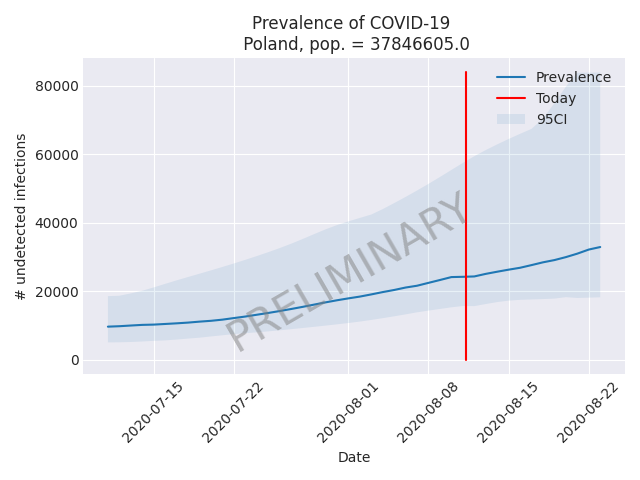 Prevalence of COVID-19
Poland, pop. = 37846605.0
Prevalence
Today
95CI
80000
60000
40000
20000
0
# undetected infections
PRELIMINARY
2020-07-15
2020-07-22
2020-08-01
2020-08-08
2020-08-15
2020-08-22
Date